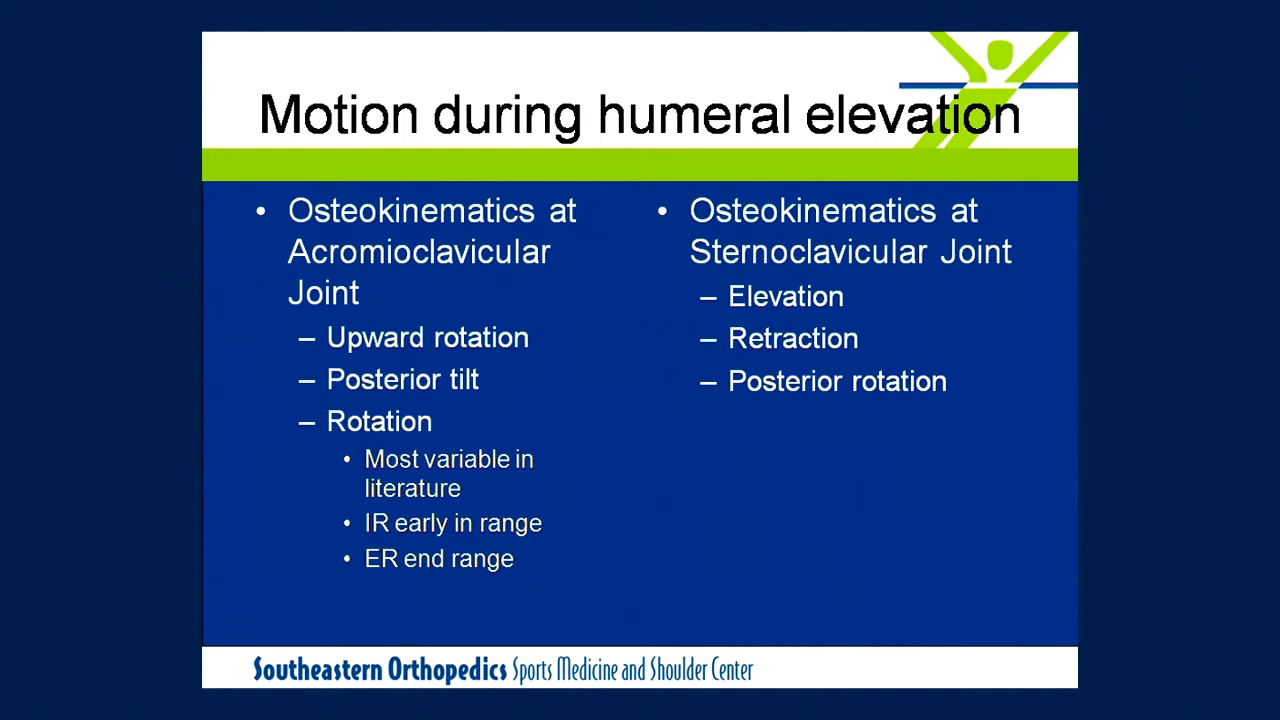 Motion during humeral elevation
• Osteokinematics at
Acromioclavicular
Joint
– Upward rotation
– Posterior tilt
– Rotation
• Most variable in
literature
• IR early in range
• ER end range
• Osteokinematics at
Sternoclavicular Joint
– Elevation
– Retraction
– Posterior rotation
Southeastern Orthopedics Sports Medicine and Shoulder Center